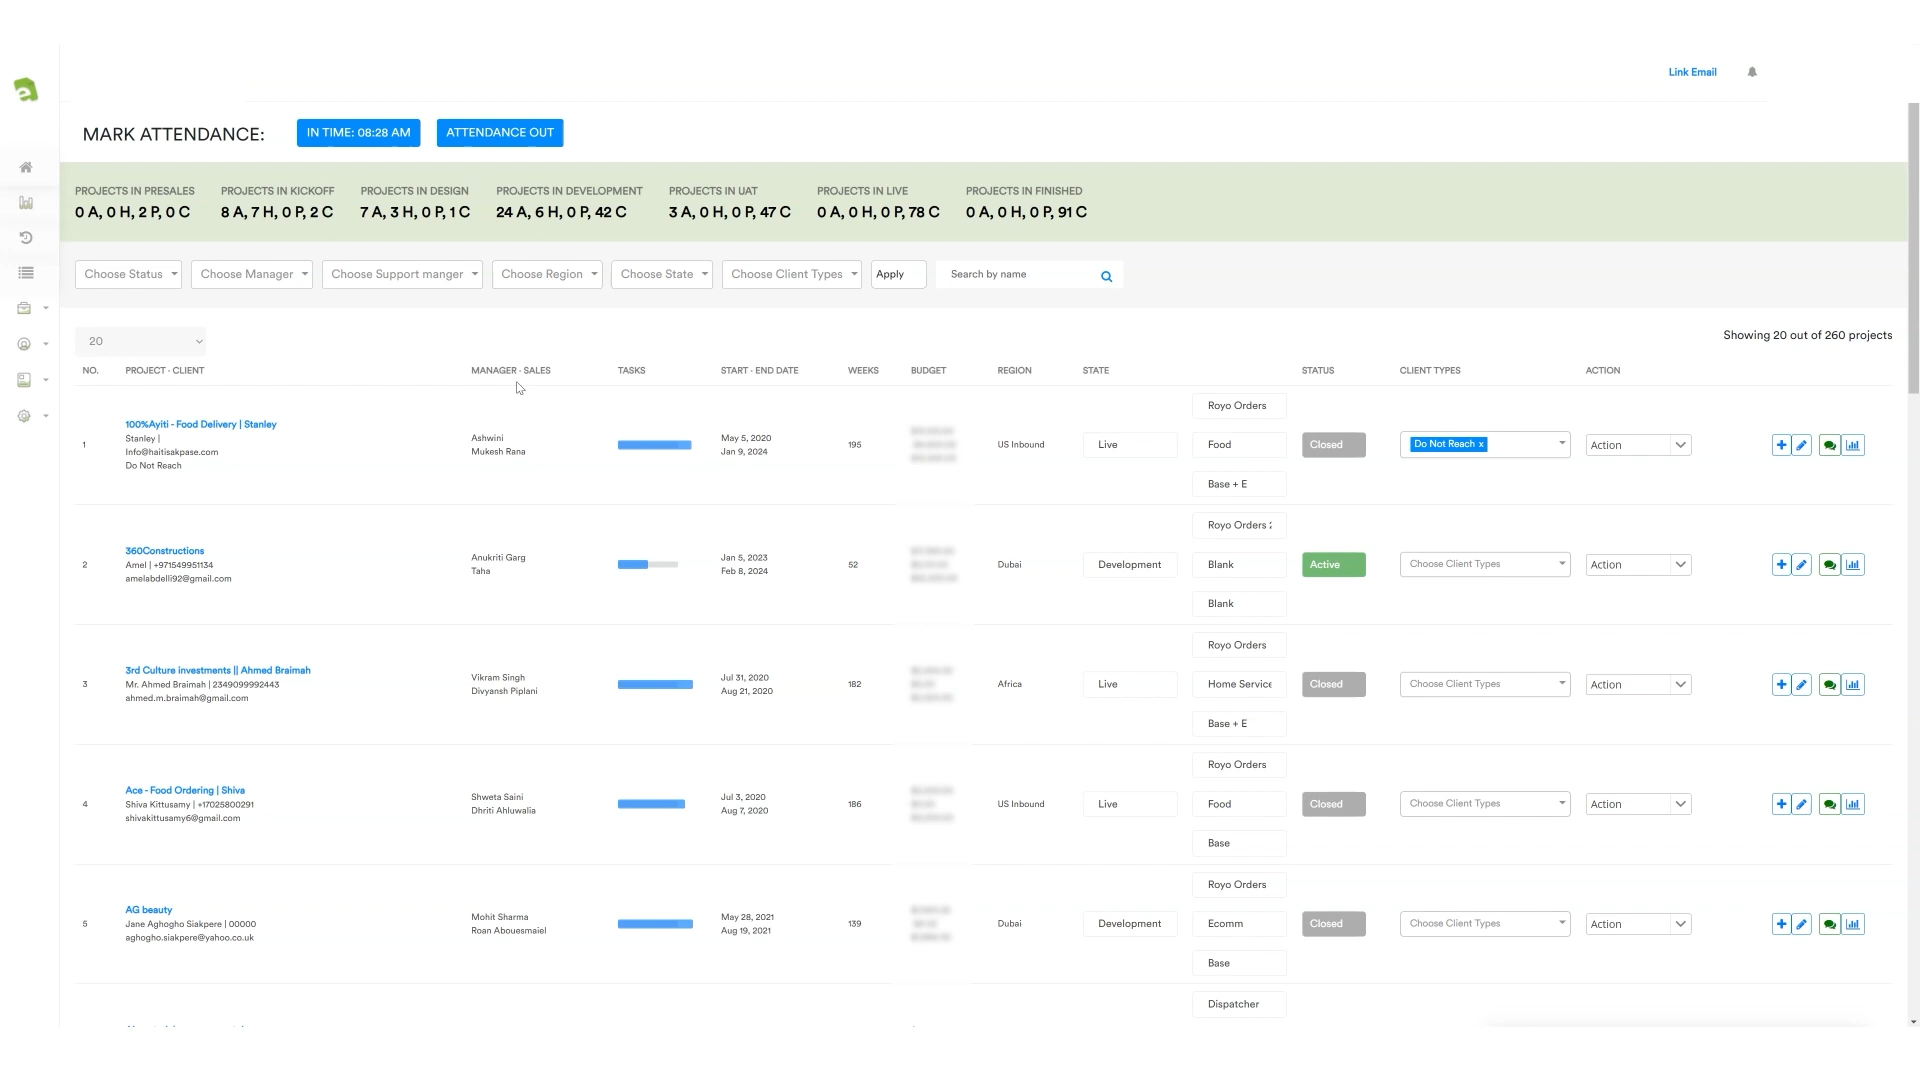 Link Email
MARK ATTENDANCE:
IN TIME: 08:28 AM
ATTENDANCE OUT
PROJECTS IN PRESALES
0 A, 0 H, 2 P, 0 C
PROJECTS IN KICKOFF
8 A, 7 H, 0 P, 2 C
PROJECTS IN DESIGN
7 A, 3 H, 0 P, 1 C
PROJECTS IN DEVELOPMENT
24 A, 6 H, 0 P, 42 C
PROJECTS IN UAT
3 A, 0 H, 0 P, 47 C
PROJECTS IN LIVE
0 A, 0 H, 0 P, 78 C
PROJECTS IN FINISHED
0 A, 0 H, 0 P, 91 C
Choose Status
Choose Manager
Choose Support manger
Choose Region
Choose State
Choose Client Types
Apply
Search by name
20
Showing 20 out of 260 projects
NO. PROJECT - CLIENT MANAGER - SALES TASKS START - END DATE WEEKS BUDGET REGION STATE STATUS CLIENT TYPES ACTION
1
100%Ayiti - Food Delivery | Stanley
Stanley |
Info@haitisakpase.com
Do Not Reach
Ashwini
Mukesh Rana
May 5, 2020
Jan 9, 2024
195
US Inbound
Live
Royo Orders
Food
Base + E
Closed
Do Not Reach x
Action
2
360Constructions
Amel | +971549951134
amelabdelli92@gmail.com
Anukriti Garg
Taha
Jan 5, 2023
Feb 8, 2024
52
Dubai
Development
Royo Orders 2
Blank
Blank
Active
Choose Client Types
Action
3
3rd Culture investments || Ahmed Braimah
Mr. Ahmed Braimah | 2349099992443
ahmed.m.braimah@gmail.com
Vikram Singh
Divyansh Piplani
Jul 31, 2020
Aug 21, 2020
182
Africa
Live
Royo Orders
Home Service
Base + E
Closed
Choose Client Types
Action
4
Ace - Food Ordering | Shiva
Shiva Kittusamy | +17025800291
shivakittusamy6@gmail.com
Shweta Saini
Dhriti Ahluwalia
Jul 3, 2020
Aug 7, 2020
186
US Inbound
Live
Royo Orders
Food
Base
Closed
Choose Client Types
Action
5
AG beauty
Jane Aghogho Siakpere | 00000
aghogho.siakpere@yahoo.co.uk
Mohit Sharma
Roan Abouesmaiel
May 28, 2021
Aug 19, 2021
139
Dubai
Development
Royo Orders
Ecomm
Base
Closed
Choose Client Types
Action
Dispatcher